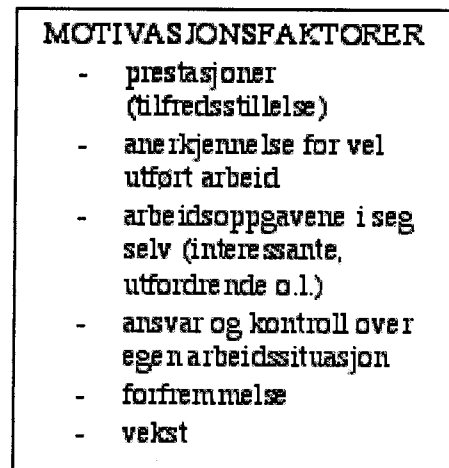 MOTIVASJONSFAKTORER
- prestasjoner
(tilfredsstillelse)
- anerkjennelse for vel
utført arbeid
- arbeidsoppgavene i seg
selv (interessante,
utfordrende o.l.)
- ansvar og kontroll over
egen arbeidssituasjon
- forfremmelse
- vekst